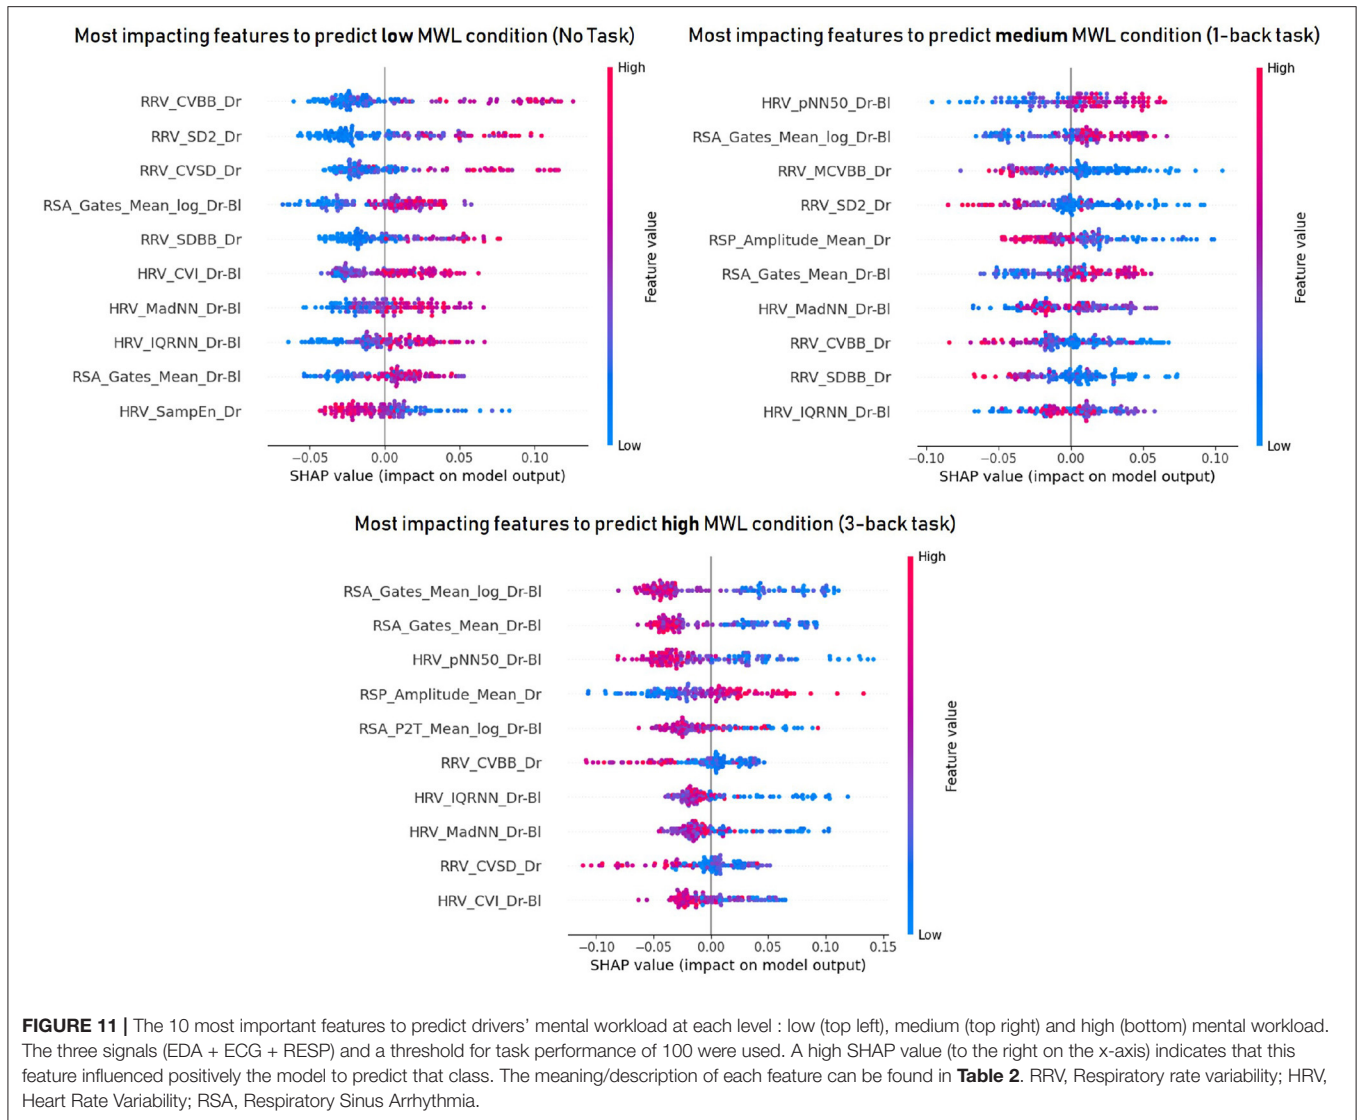 Most impacting features to predict low MWL condition (No Task)
RRV_CVBB_Dr
RRV_SD2_Dr
RRV_CVSD_Dr
RSA_Gates_Mean_log_Dr-Bl
RRV_SDBB_Dr
HRV_CVI_Dr-Bl
HRV_MadNN_Dr-Bl
HRV_IQRNN_Dr-Bl
RSA_Gates_Mean_Dr-Bl
HRV_SampEn_Dr
−0.05 0.00 0.05 0.10
SHAP value (impact on model output)
High
Feature value
Low
Most impacting features to predict medium MWL condition (1-back task)
HRV_pNN50_Dr-Bl
RSA_Gates_Mean_log_Dr-Bl
RRV_MCVBB_Dr
RRV_SD2_Dr
RSP_Amplitude_Mean_Dr
RSA_Gates_Mean_Dr-Bl
HRV_MadNN_Dr-Bl
RRV_CVBB_Dr
RRV_SDBB_Dr
HRV_IQRNN_Dr-Bl
−0.10 −0.05 0.00 0.05 0.10
SHAP value (impact on model output)
High
Feature value
Low
Most impacting features to predict high MWL condition (3-back task)
RSA_Gates_Mean_log_Dr-Bl
RSA_Gates_Mean_Dr-Bl
HRV_pNN50_Dr-Bl
RSP_Amplitude_Mean_Dr
RSA_P2T_Mean_log_Dr-Bl
RRV_CVBB_Dr
HRV_IQRNN_Dr-Bl
HRV_MadNN_Dr-Bl
RRV_CVSD_Dr
HRV_CVI_Dr-Bl
−0.10 −0.05 0.00 0.05 0.10 0.15
SHAP value (impact on model output)
High
Feature value
Low
FIGURE 11 | The 10 most important features to predict drivers' mental workload at each level : low (top left), medium (top right) and high (bottom) mental workload.
The three signals (EDA + ECG + RESP) and a threshold for task performance of 100 were used. A high SHAP value (to the right on the x-axis) indicates that this
feature influenced positively the model to predict that class. The meaning/description of each feature can be found in Table 2. RRV, Respiratory rate variability; HRV,
Heart Rate Variability; RSA, Respiratory Sinus Arrhythmia.